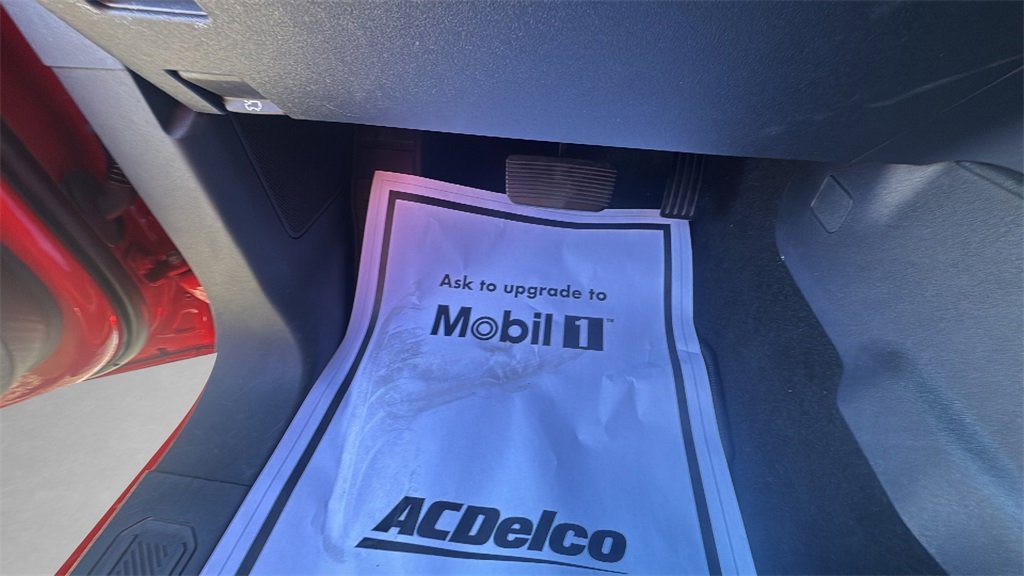 Ask to upgrade to
Mobil 1™
ACDelco